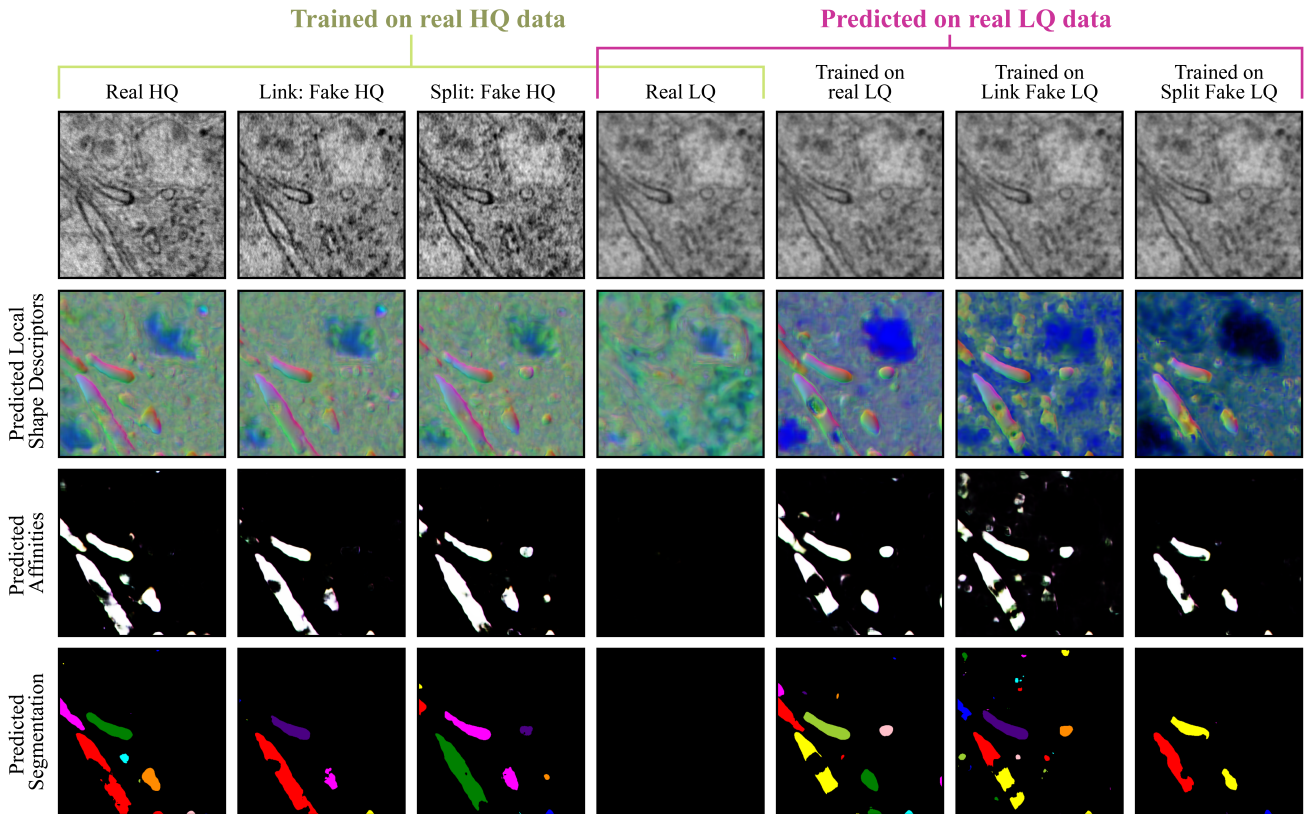 Trained on real HQ data
Predicted on real LQ data
Real HQ
Link: Fake HQ
Split: Fake HQ
Real LQ
Trained on
real LQ
Trained on
Link Fake LQ
Trained on
Split Fake LQ
Predicted Local
Shape Descriptors
Predicted
Affinities
Predicted
Segmentation